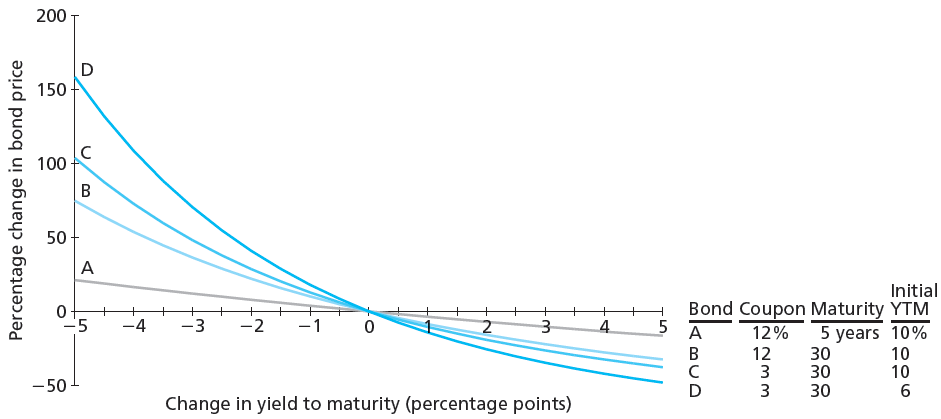 200
150
100
50
0
−50
Percentage change in bond price
D
C
B
A
−5 −4 −3 −2 −1 0 1 2 3 4 5
Change in yield to maturity (percentage points)
Initial
Bond Coupon Maturity YTM
A 12% 5 years 10%
B 12 30 10
C 3 30 10
D 3 30 6